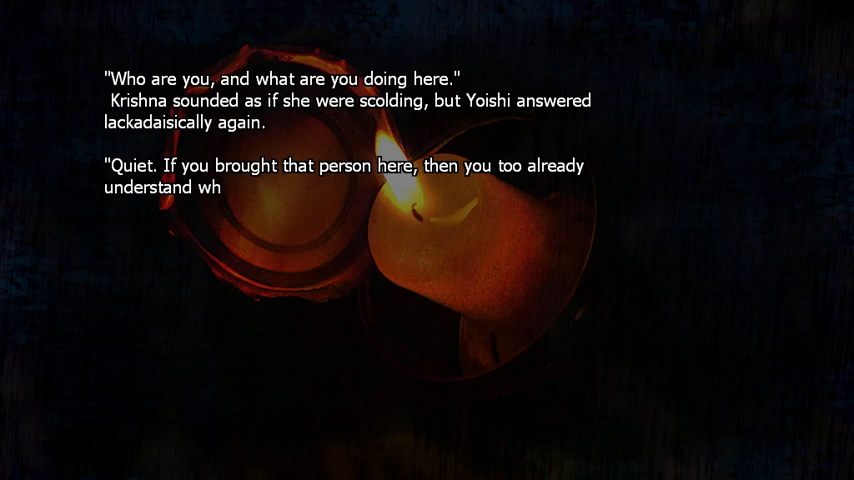 "Who are you, and what are you doing here."
Krishna sounded as if she were scolding, but Yoishi answered
lackadaisically again.
"Quiet. If you brought that person here, then you too already
understand wh